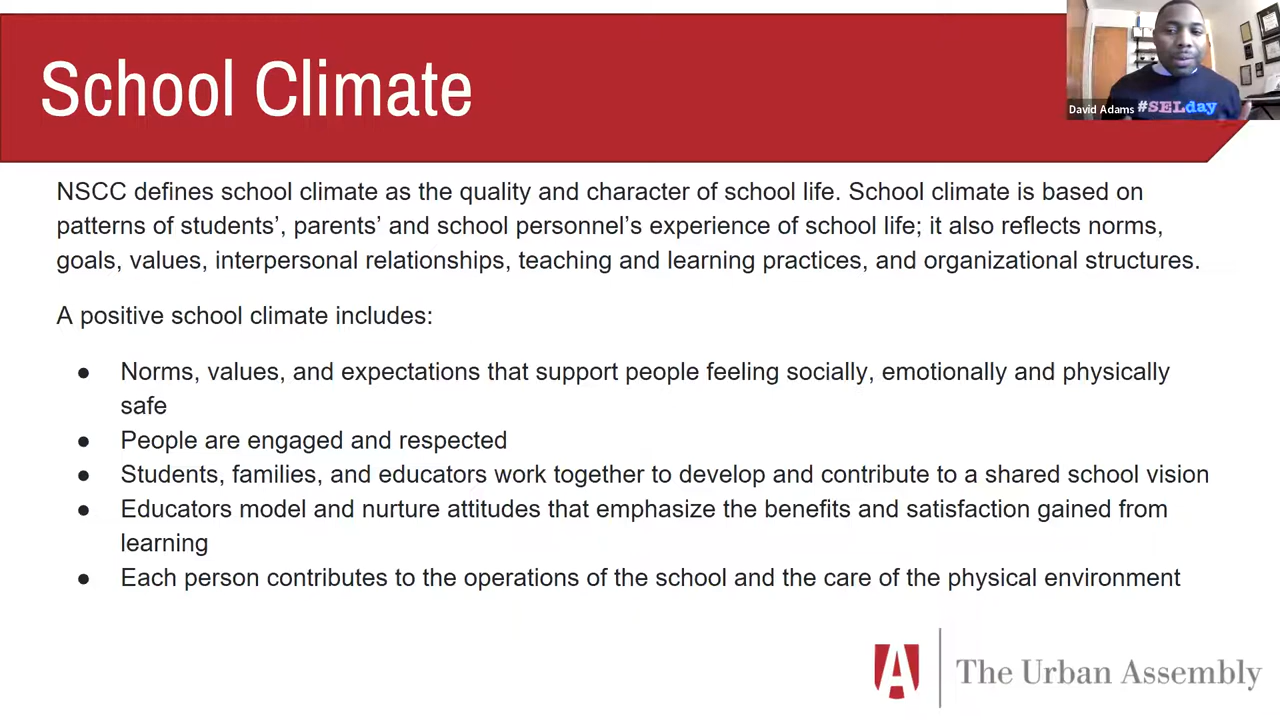 School Climate
David Adams
#SELday
NSCC defines school climate as the quality and character of school life. School climate is based on
patterns of students’, parents’ and school personnel’s experience of school life; it also reflects norms,
goals, values, interpersonal relationships, teaching and learning practices, and organizational structures.
A positive school climate includes:
● Norms, values, and expectations that support people feeling socially, emotionally and physically
safe
● People are engaged and respected
● Students, families, and educators work together to develop and contribute to a shared school vision
● Educators model and nurture attitudes that emphasize the benefits and satisfaction gained from
learning
● Each person contributes to the operations of the school and the care of the physical environment
A
The Urban Assembly